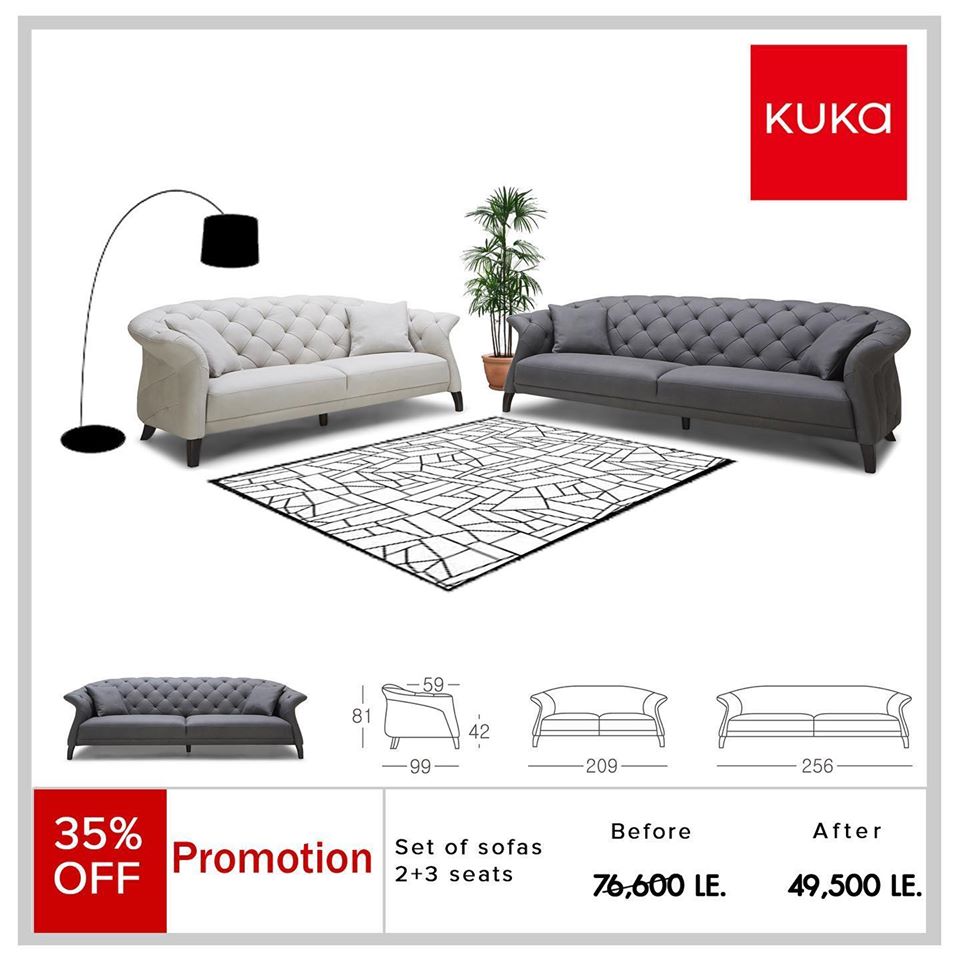 KUKa
59
81
42
99
209
256
35%
OFF
Promotion
Set of sofas
2+3 seats
Before
76,600 LE.
After
49,500 LE.